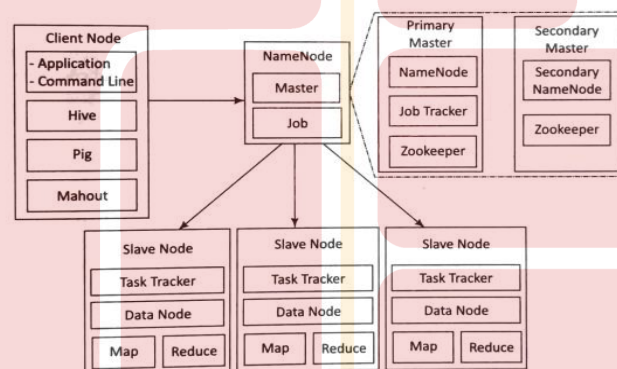 Client Node
- Application
- Command Line
Hive
Pig
Mahout
NameNode
Master
Job
Primary
Master
NameNode
Job Tracker
Zookeeper
Secondary
Master
Secondary
NameNode
Zookeeper
Slave Node
Task Tracker
Data Node
Map
Reduce
Slave Node
Task Tracker
Data Node
Map
Reduce
Slave Node
Task Tracker
Data Node
Map
Reduce